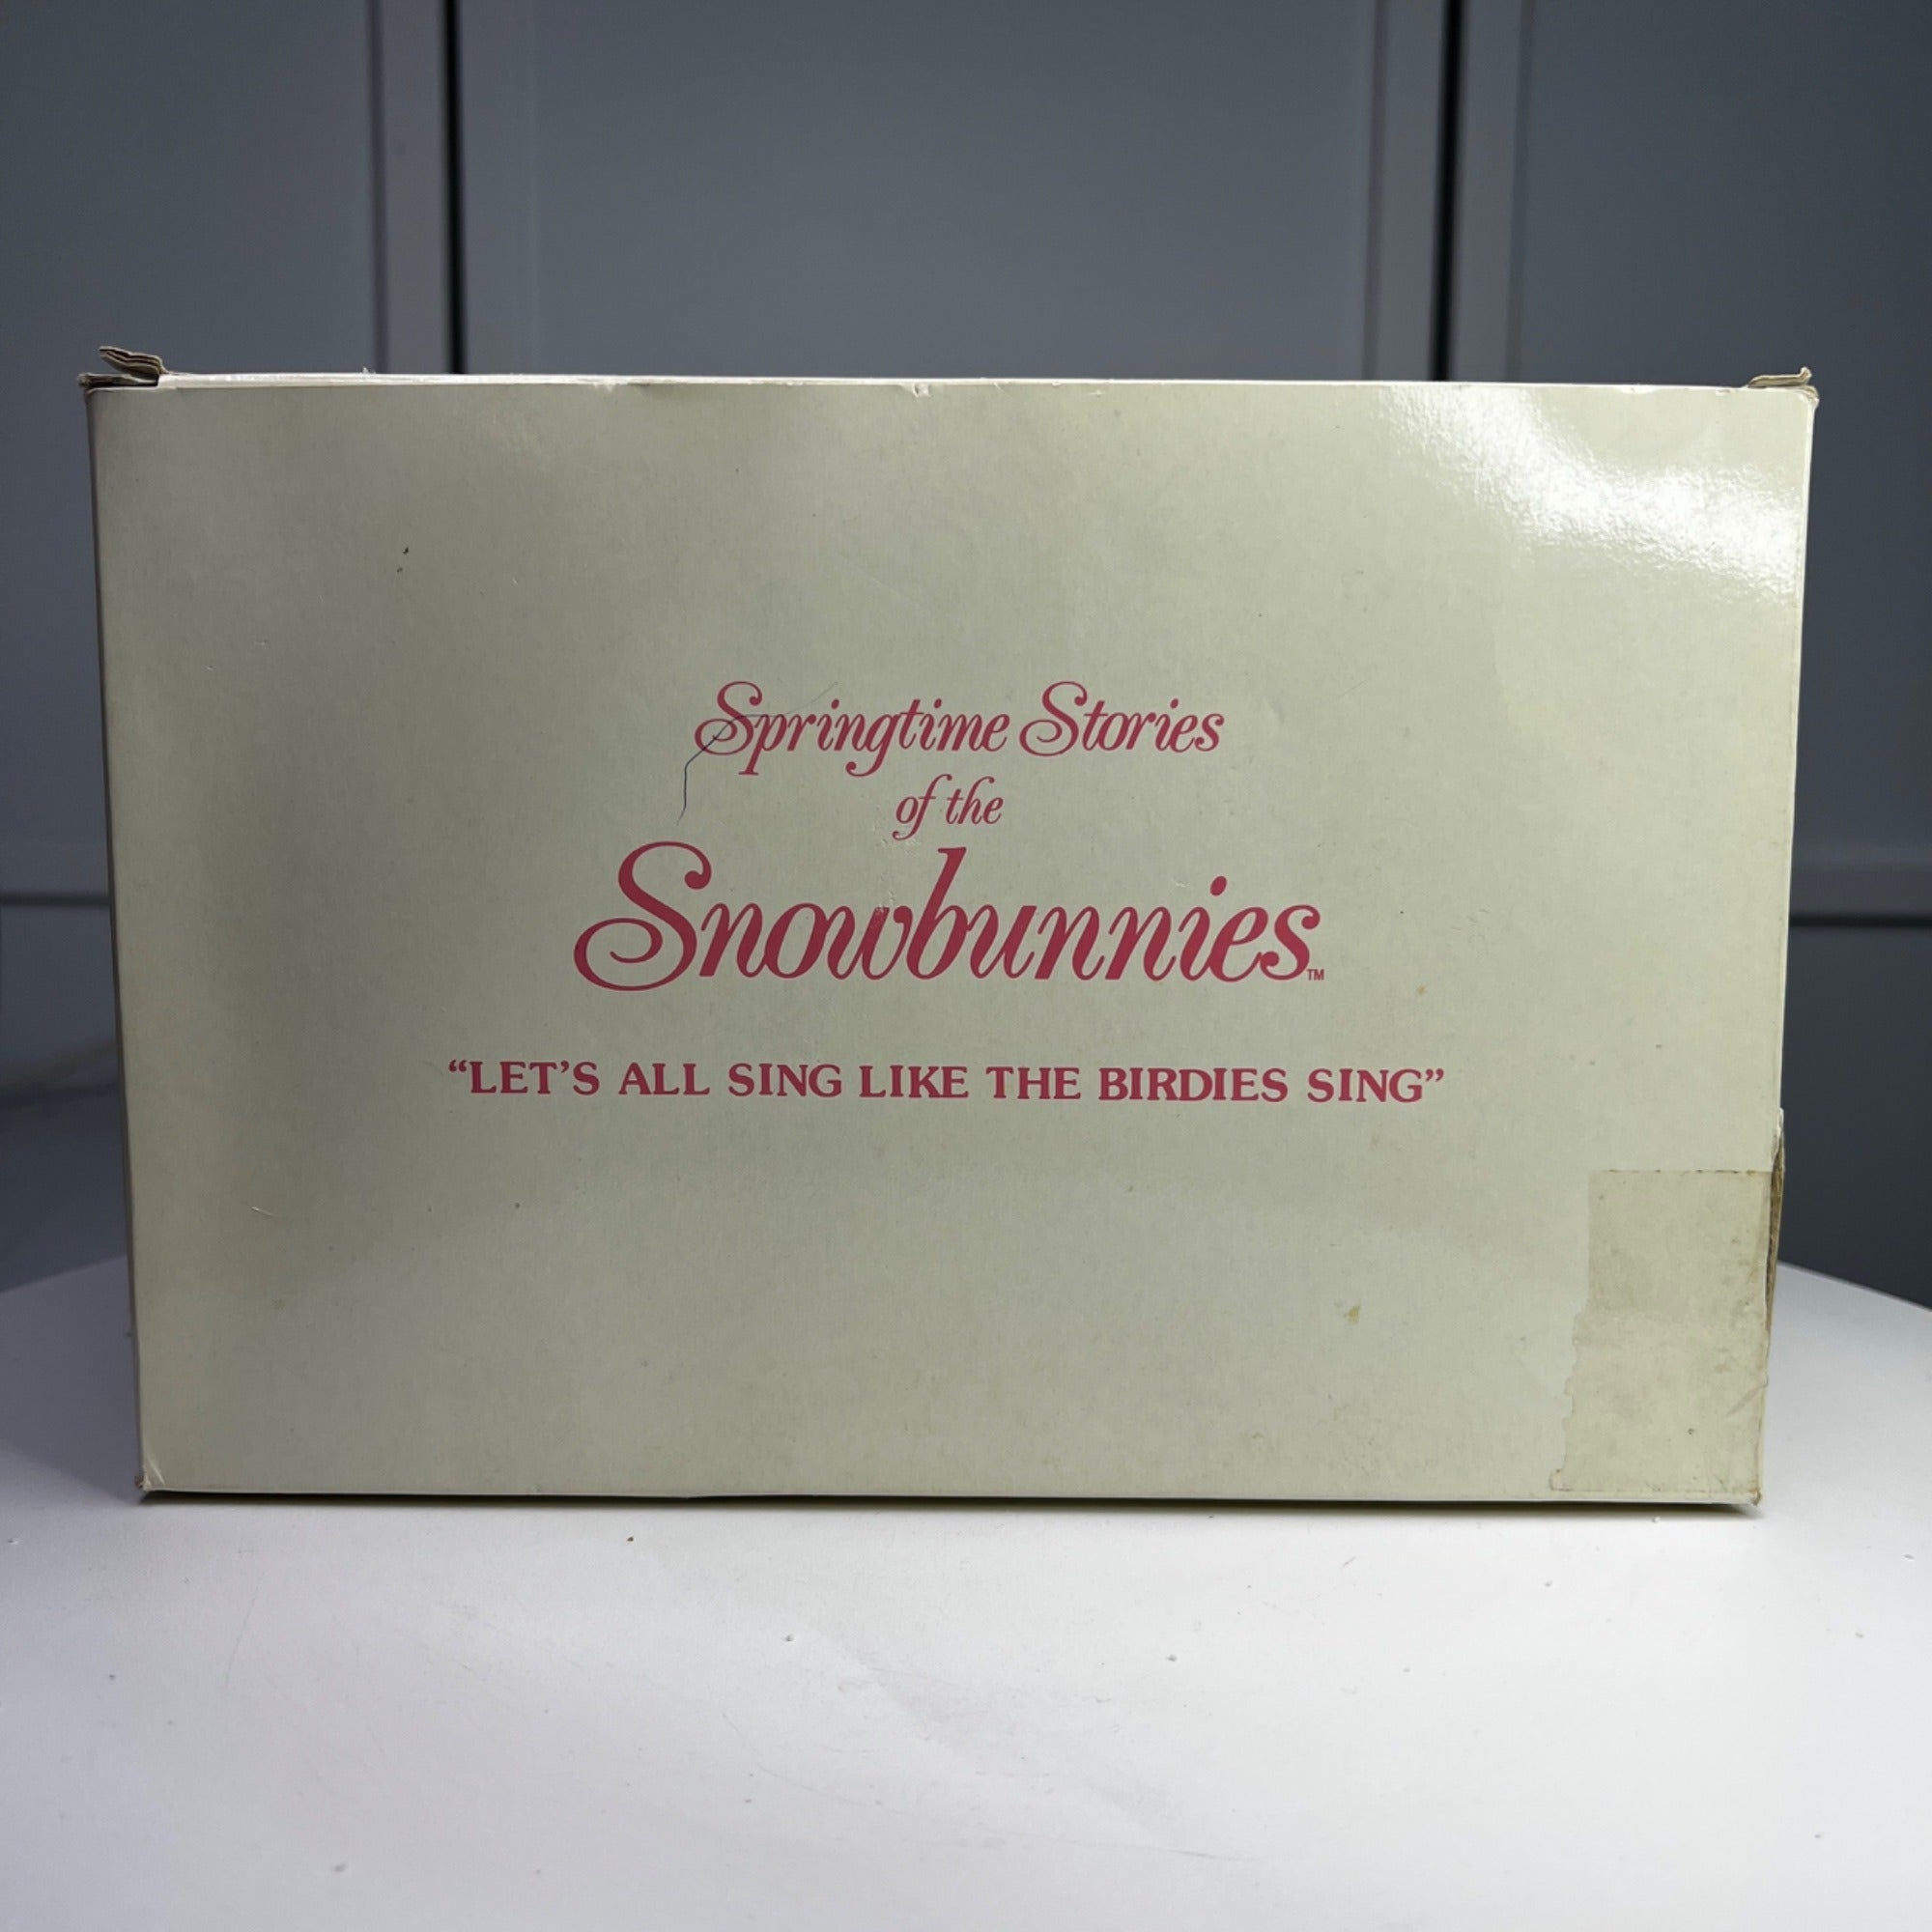 Springtime Stories
of the
Snowbunnies™
“LET’S ALL SING LIKE THE BIRDIES SING”